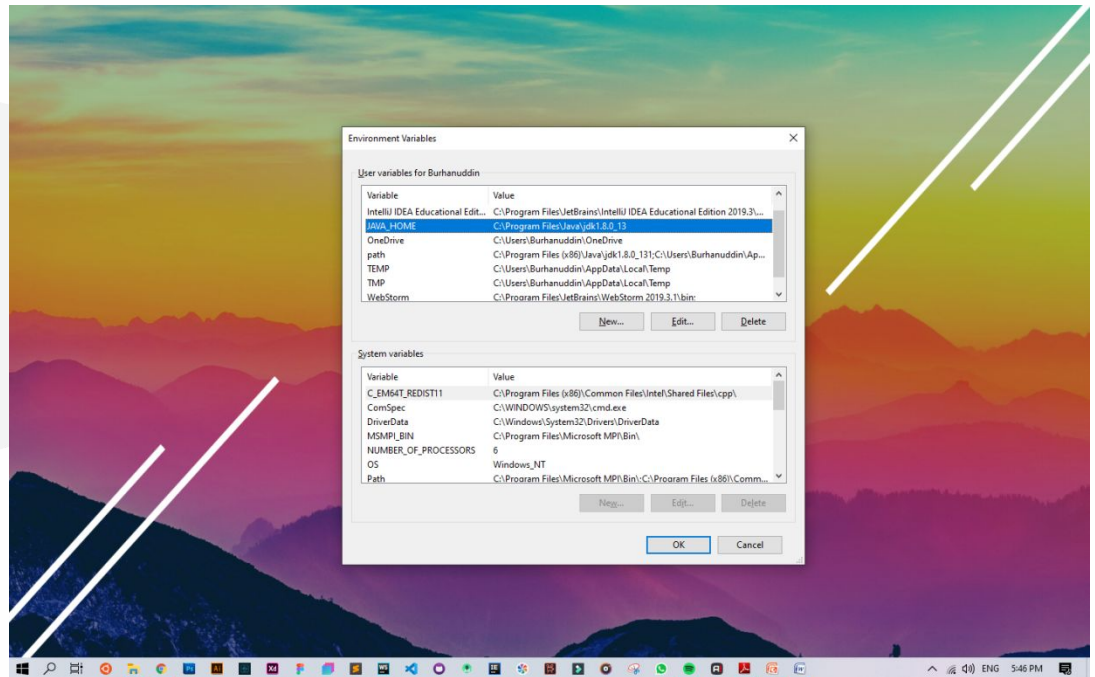 Environment Variables
User variables for Burhanuddin
Variable Value
IntelliJ IDEA Educational Edit... C:\Program Files\JetBrains\IntelliJ IDEA Educational Edition 2019.3\...
JAVA_HOME C:\Program Files\Java\jdk1.8.0_13
OneDrive C:\Users\Burhanuddin\OneDrive
path C:\Program Files (x86)\Java\jdk1.8.0_131;C:\Users\Burhanuddin\Ap...
TEMP C:\Users\Burhanuddin\AppData\Local\Temp
TMP C:\Users\Burhanuddin\AppData\Local\Temp
WebStorm C:\Program Files\JetBrains\WebStorm 2019.3.1\bin;
New... Edit... Delete
System variables
Variable Value
C_EM64T_REDIST11 C:\Program Files (x86)\Common Files\Intel\Shared Files\cpp\
ComSpec C:\WINDOWS\system32\cmd.exe
DriverData C:\Windows\System32\Drivers\DriverData
MSMPI_BIN C:\Program Files\Microsoft MPI\Bin\
NUMBER_OF_PROCESSORS 6
OS Windows_NT
Path C:\Program Files\Microsoft MPI\Bin\;C:\Program Files (x86)\Comm...
New... Edit... Delete
OK Cancel
Ps Ai Xd WS ENG 5:46 PM